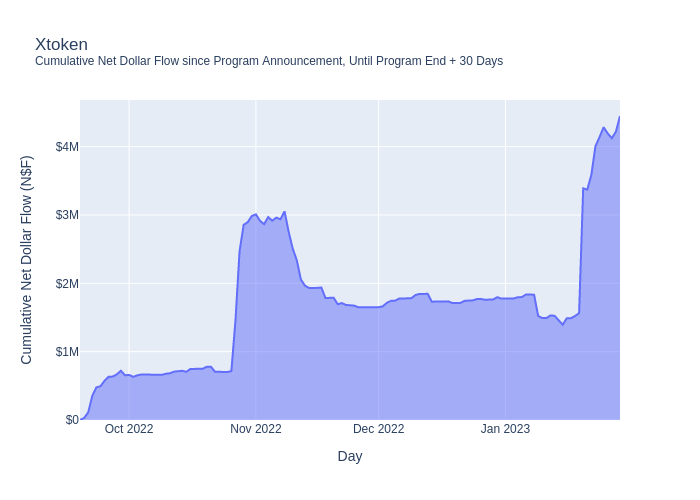 Xtoken
Cumulative Net Dollar Flow since Program Announcement, Until Program End + 30 Days
Cumulative Net Dollar Flow (N$F)
$4M
$3M
$2M
$1M
$0
Oct 2022
Nov 2022
Dec 2022
Jan 2023
Day